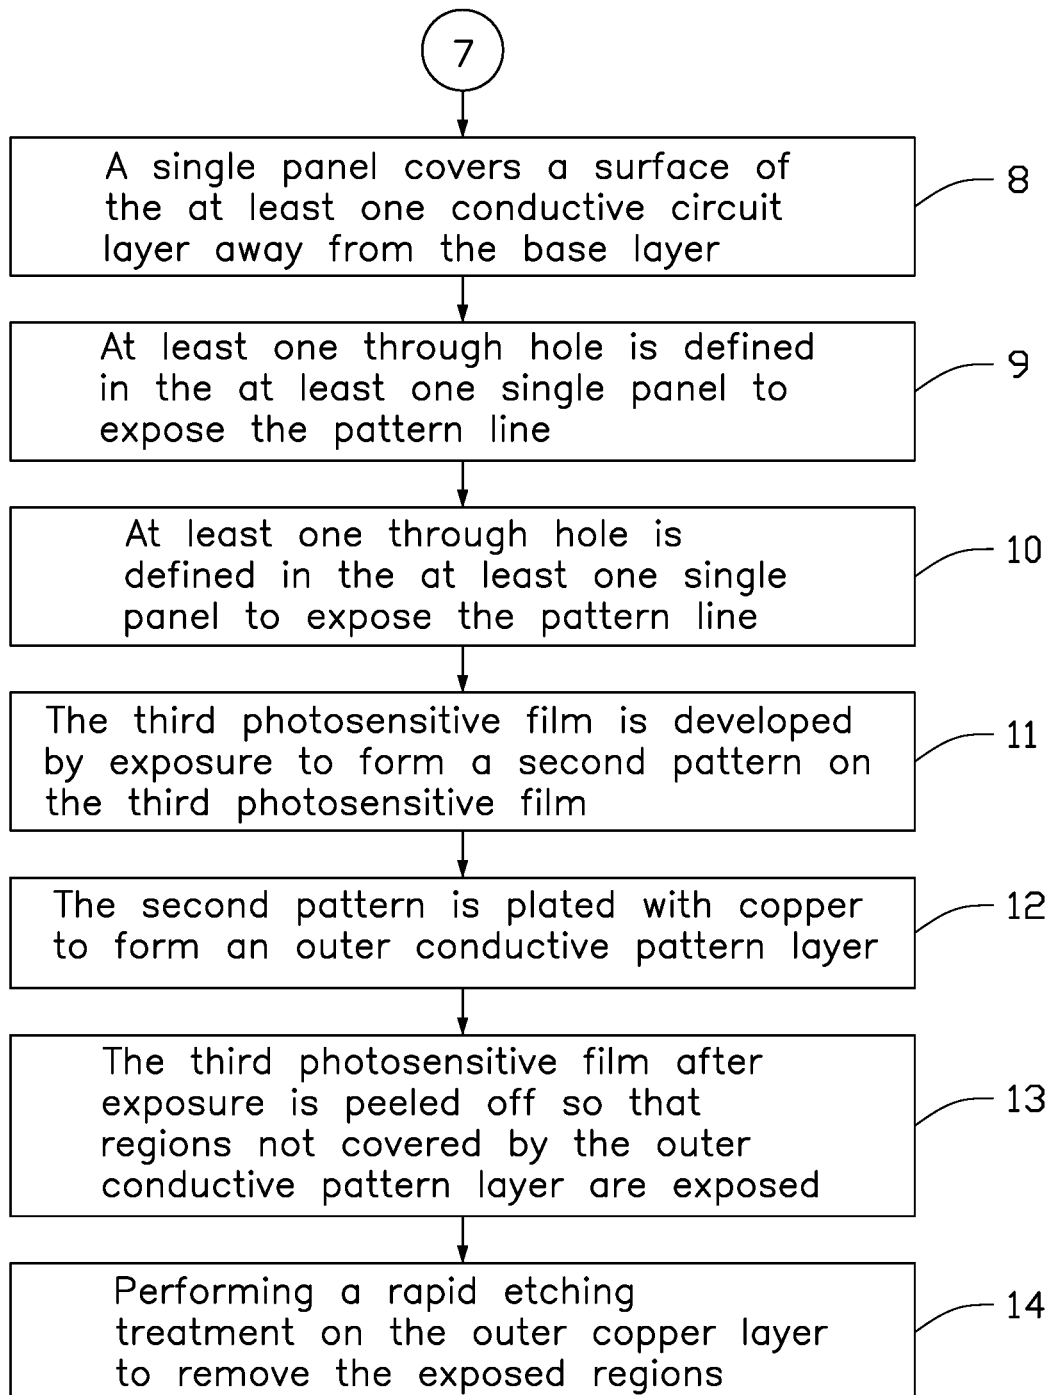 7
A single panel covers a surface of
the at least one conductive circuit
layer away from the base layer
8
At least one through hole is defined
in the at least one single panel to
expose the pattern line
9
At least one through hole is
defined in the at least one single
panel to expose the pattern line
10
The third photosensitive film is developed
by exposure to form a second pattern on
the third photosensitive film
11
The second pattern is plated with copper
to form an outer conductive pattern layer
12
The third photosensitive film after
exposure is peeled off so that
regions not covered by the outer
conductive pattern layer are exposed
13
Performing a rapid etching
treatment on the outer copper layer
to remove the exposed regions
14